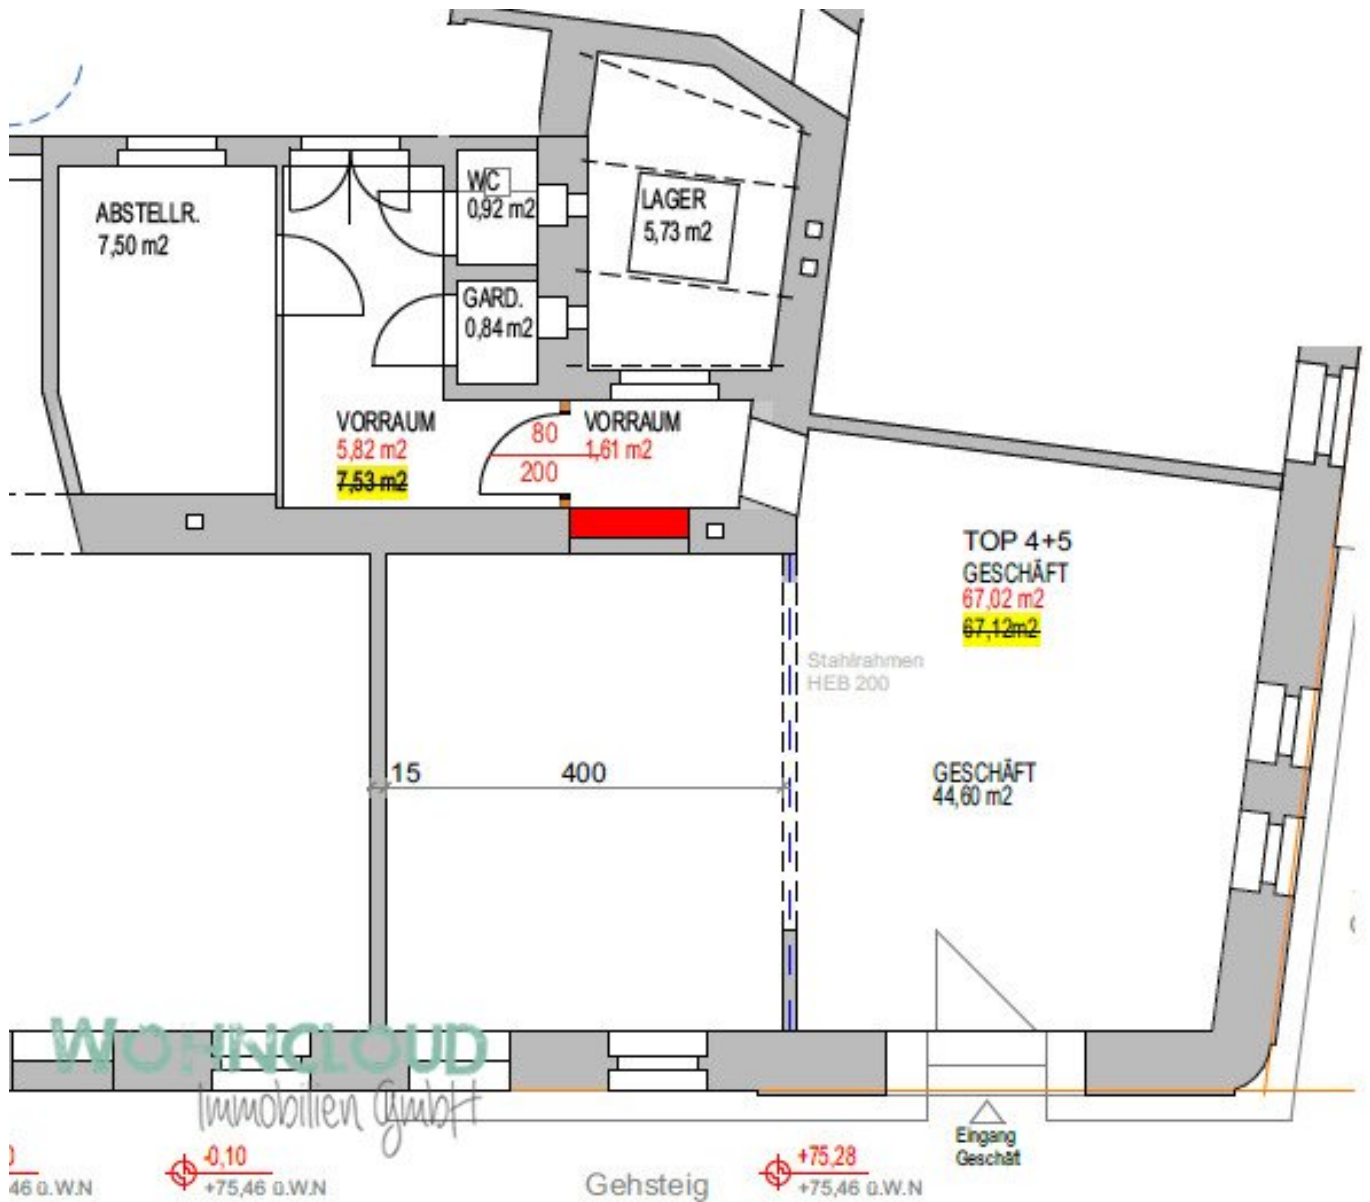 WC
0,92 m2
LAGER
5,73 m2
ABSTELLR.
7,50 m2
GARD.
0,84 m2
VORRAUM
5,82 m2
7,53 m2
80
200
VORRAUM
1,61 m2
TOP 4+5
GESCHÄFT
67,02 m2
67,12m2
Stahlrahmen
HEB 200
15
400
GESCHÄFT
44,60 m2
WOHNCLOUD
Immobilien GmbH
Eingang
Geschäft
-0,10
+75,46 ü.W.N
46 ü.W.N
Gehsteig
+75,28
+75,46 ü.W.N